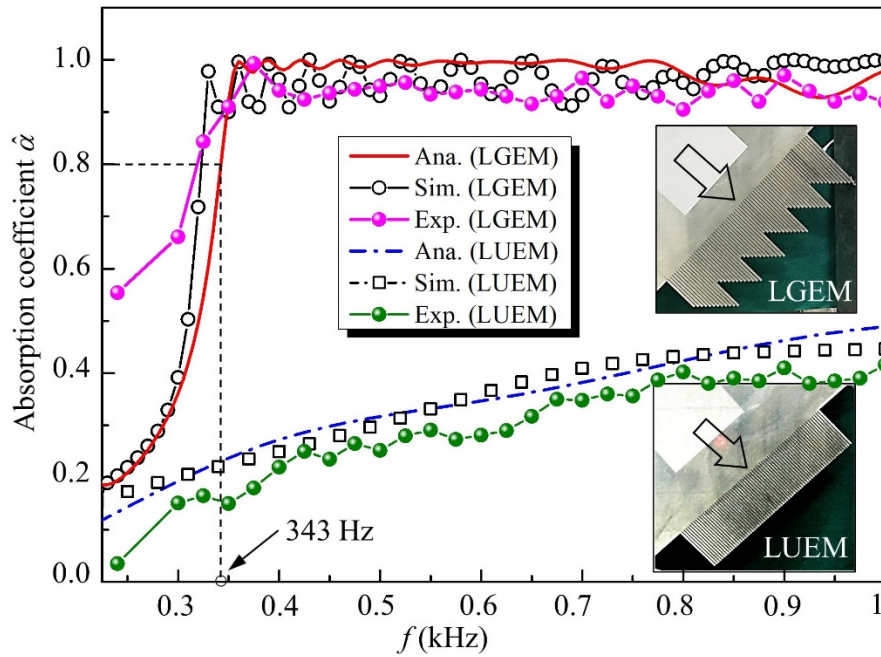 Absorption coefficient α̂
1.0
0.8
0.6
0.4
0.2
0.0
Ana. (LGEM)
Sim. (LGEM)
Exp. (LGEM)
Ana. (LUEM)
Sim. (LUEM)
Exp. (LUEM)
LGEM
LUEM
343 Hz
0.3 0.4 0.5 0.6 0.7 0.8 0.9 1
f (kHz)